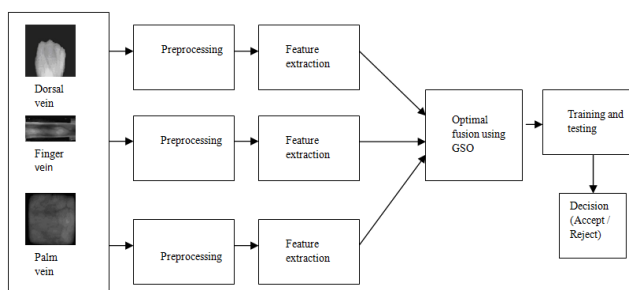 Dorsal
vein
Finger
vein
Palm
vein
Preprocessing
Feature
extraction
Preprocessing
Feature
extraction
Preprocessing
Feature
extraction
Optimal
fusion using
GSO
Training and
testing
Decision
(Accept /
Reject)